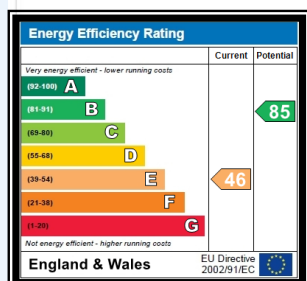 Energy Efficiency Rating
Current Potential
Very energy efficient - lower running costs
(92-100) A
(81-91) B
85
(69-80) C
(55-68) D
(39-54) E
46
(21-38) F
(1-20) G
Not energy efficient - higher running costs
England & Wales
EU Directive
2002/91/EC